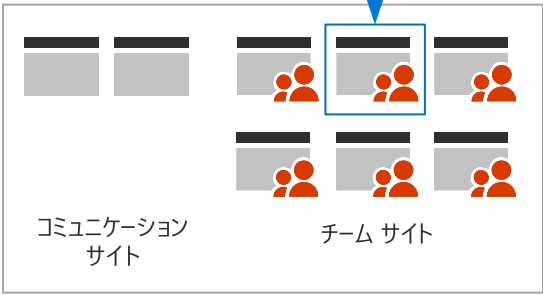 コミュニケーション
サイト
チーム サイト